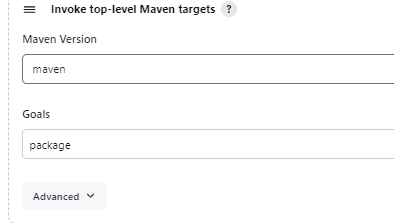 Invoke top-level Maven targets ?
Maven Version
maven
Goals
package
Advanced